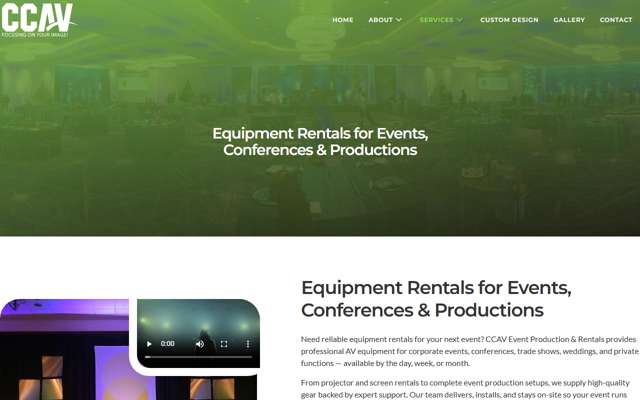 CCAV
FOCUSING ON YOUR IMAGE!
HOME
ABOUT
SERVICES
CUSTOM DESIGN
GALLERY
CONTACT
Equipment Rentals for Events,
Conferences & Productions
0:00
Equipment Rentals for Events,
Conferences & Productions
Need reliable equipment rentals for your next event? CCAV Event Production & Rentals provides
professional AV equipment for corporate events, conferences, trade shows, weddings, and private
functions — available by the day, week, or month.
From projector and screen rentals to complete event production setups, we supply high-quality
gear backed by expert support. Our team delivers, installs, and stays on-site so your event runs